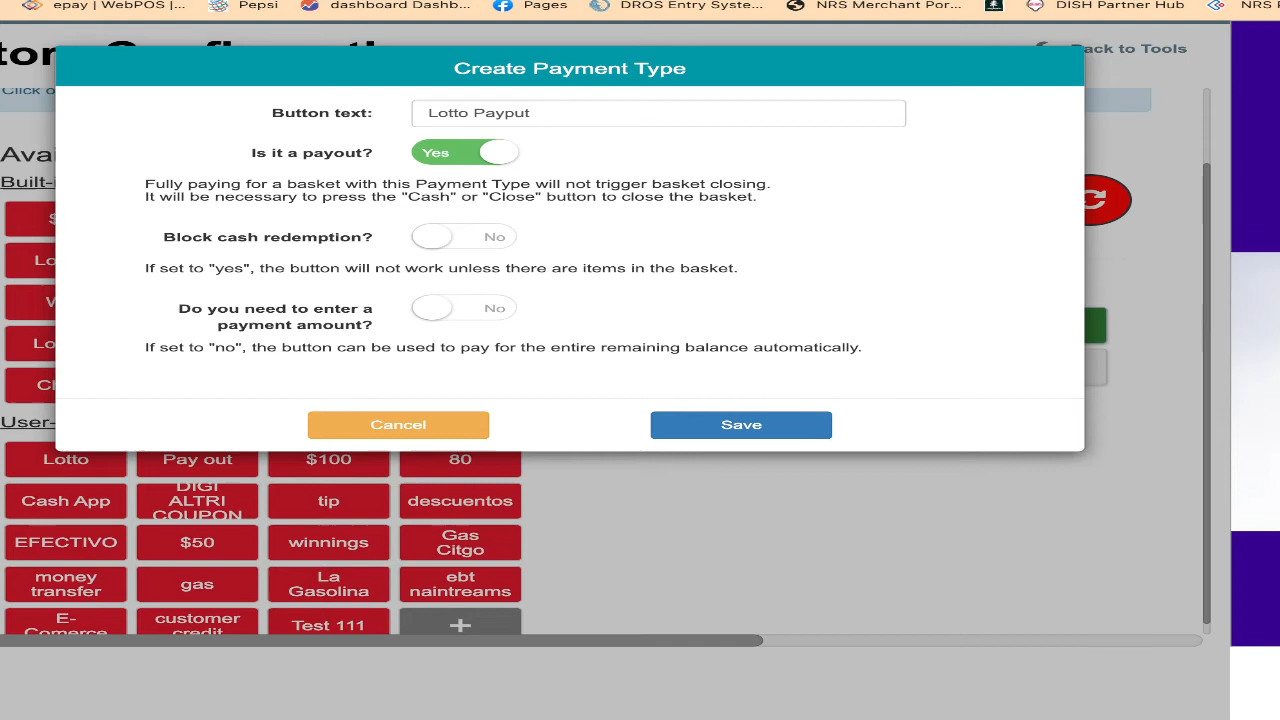 epay | WebPOS |...
Pepsi
dashboard Dashb...
Pages
DROS Entry Syste...
NRS Merchant Por...
DISH Partner Hub
NRS
Back to Tools
Create Payment Type
Click
Button text:
Lotto Payput
Is it a payout?
Yes
Fully paying for a basket with this Payment Type will not trigger basket closing.
It will be necessary to press the "Cash" or "Close" button to close the basket.
Block cash redemption?
No
If set to "yes", the button will not work unless there are items in the basket.
Do you need to enter a
payment amount?
No
If set to "no", the button can be used to pay for the entire remaining balance automatically.
Cancel
Save
Lotto
Pay out
$100
80
Cash App
DIGI
ALTRI
COUPON
tip
descuentos
EFECTIVO
$50
winnings
Gas
Citgo
money
transfer
gas
La
Gasolina
ebt
naintreams
E-
Comerce
customer
credit
Test 111
+